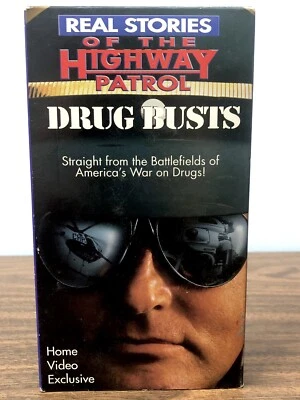 REAL STORIES
OF THE
HIGHWAY
PATROL
DRUG BUSTS
Straight from the Battlefields of
America's War on Drugs!
Home
Video
Exclusive